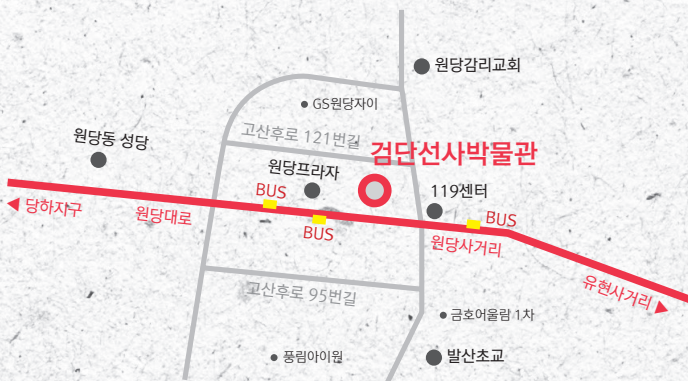 원당감리교회
GS원당자이
고산후로 121번길
원당동 성당
검단선사박물관
원당프라자
BUS
119센터
당하지구
원당대로
BUS
BUS
원당사거리
유현사거리
고산후로 95번길
금호어울림 1차
풍림아이원
발산초교